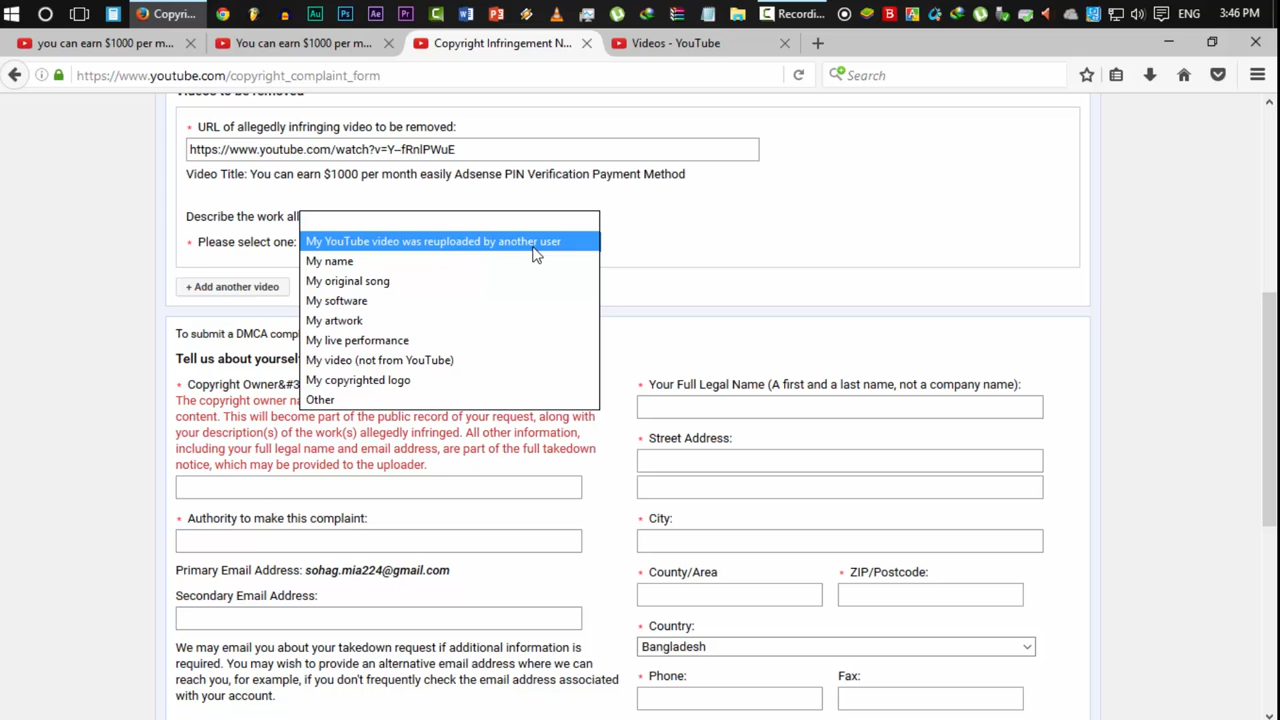 Copyri...
Au
Ps
Ae
Pr
Recordi...
ENG
3:46 PM
you can earn $1000 per m...
You can earn $1000 per m...
Copyright Infringement N...
Videos - YouTube
https://www.youtube.com/copyright_complaint_form
Search
Videos to be removed
* URL of allegedly infringing video to be removed:
https://www.youtube.com/watch?v=Y--fRnlPWuE
Video Title: You can earn $1000 per month easily Adsense PIN Verification Payment Method
Describe the work all
* Please select one:
My YouTube video was reuploaded by another user
My name
My original song
My software
My artwork
My live performance
My video (not from YouTube)
My copyrighted logo
Other
+ Add another video
To submit a DMCA compl
Tell us about yourself
* Copyright Owner&#3
The copyright owner na
content. This will become part of the public record of your request, along with
your description(s) of the work(s) allegedly infringed. All other information,
including your full legal name and email address, are part of the full takedown
notice, which may be provided to the uploader.
* Authority to make this complaint:
Primary Email Address: sohag.mia224@gmail.com
Secondary Email Address:
We may email you about your takedown request if additional information is
required. You may wish to provide an alternative email address where we can
reach you, for example, if you don't frequently check the email address associated
with your account.
* Your Full Legal Name (A first and a last name, not a company name):
* Street Address:
* City:
* County/Area
* ZIP/Postcode:
* Country:
Bangladesh
* Phone:
Fax: